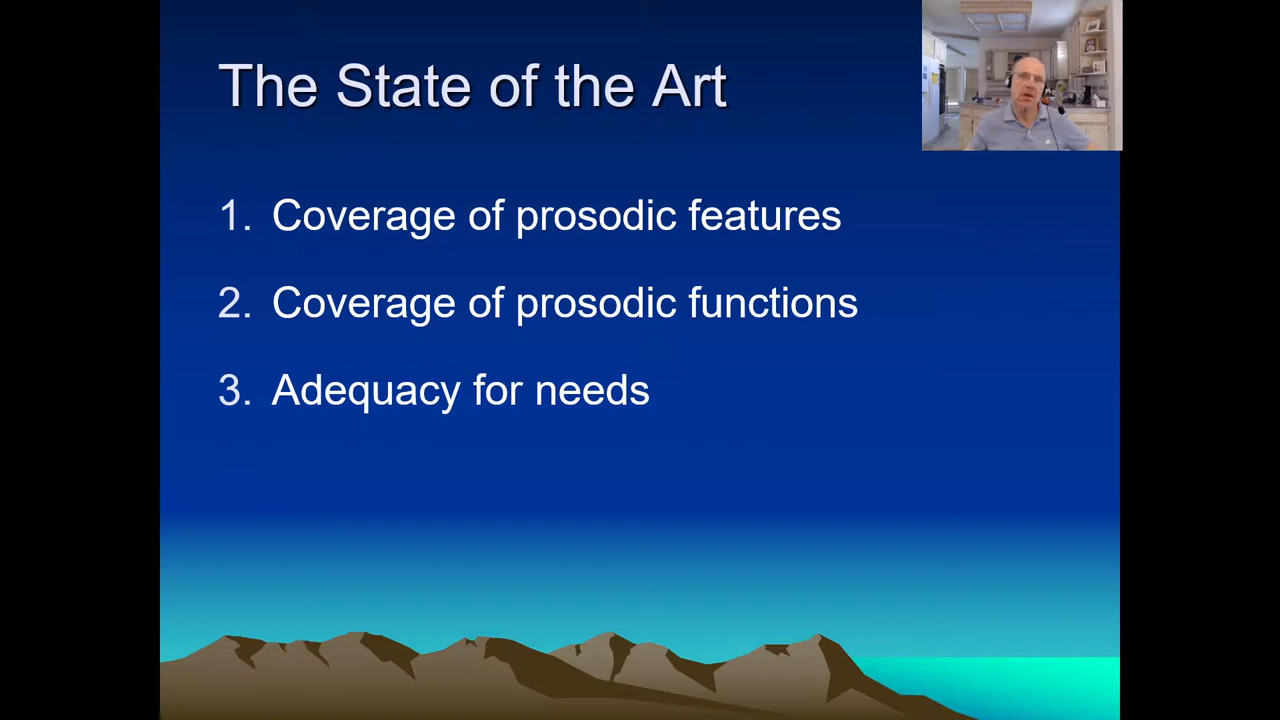 The State of the Art
1. Coverage of prosodic features
2. Coverage of prosodic functions
3. Adequacy for needs